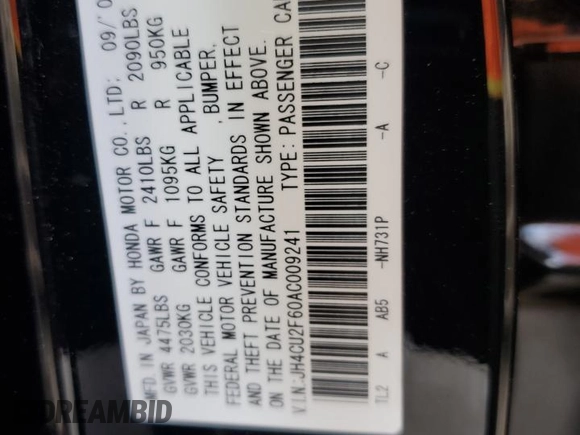 MFD. IN JAPAN BY HONDA MOTOR CO., LTD: 09/
GVWR 4475LBS GAWR F 2410LBS R 2090LBS
GVWR 2030KG GAWR F 1095KG R 950KG
THIS VEHICLE CONFORMS TO ALL APPLICABLE
FEDERAL MOTOR VEHICLE SAFETY , BUMPER,
AND THEFT PREVENTION STANDARDS IN EFFECT
ON THE DATE OF MANUFACTURE SHOWN ABOVE.
V.I.N:JH4CU2F60AC009241 TYPE:PASSENGER CA
TL2 A AB5 -NH731P -A -C
DREAMBID